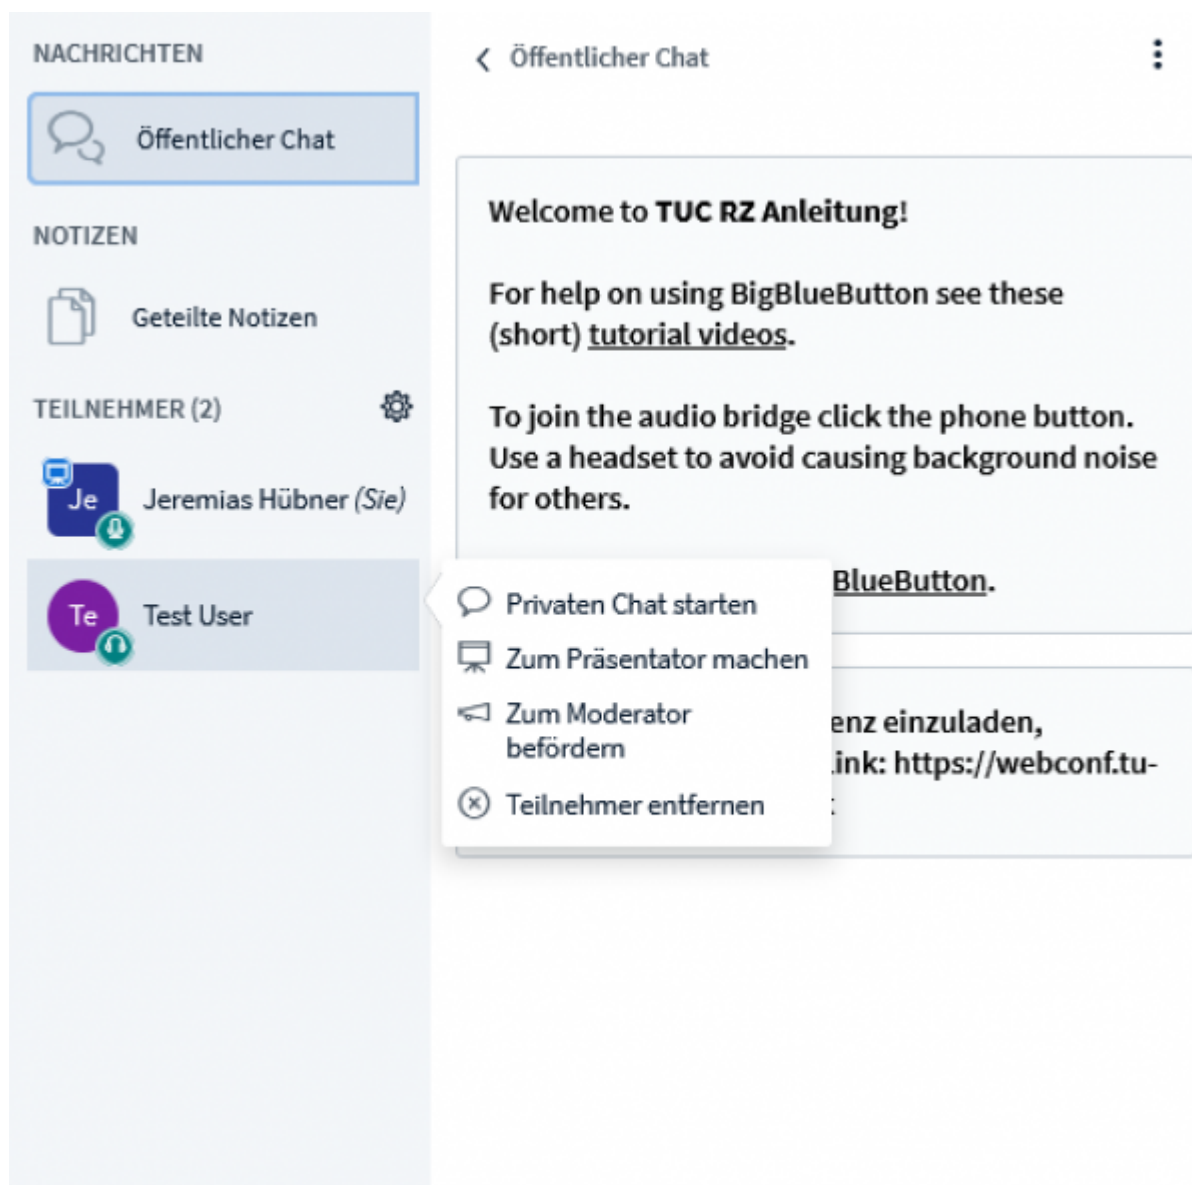 NACHRICHTEN
Öffentlicher Chat
NOTIZEN
Geteilte Notizen
TEILNEHMER (2)
Je
Jeremias Hübner (Sie)
Te
Test User
Öffentlicher Chat
Welcome to TUC RZ Anleitung!
For help on using BigBlueButton see these
(short) tutorial videos.
To join the audio bridge click the phone button.
Use a headset to avoid causing background noise
for others.
BlueButton.
Privaten Chat starten
Zum Präsentator machen
Zum Moderator
befördern
Teilnehmer entfernen
enz einzuladen,
ink: https://webconf.tu-